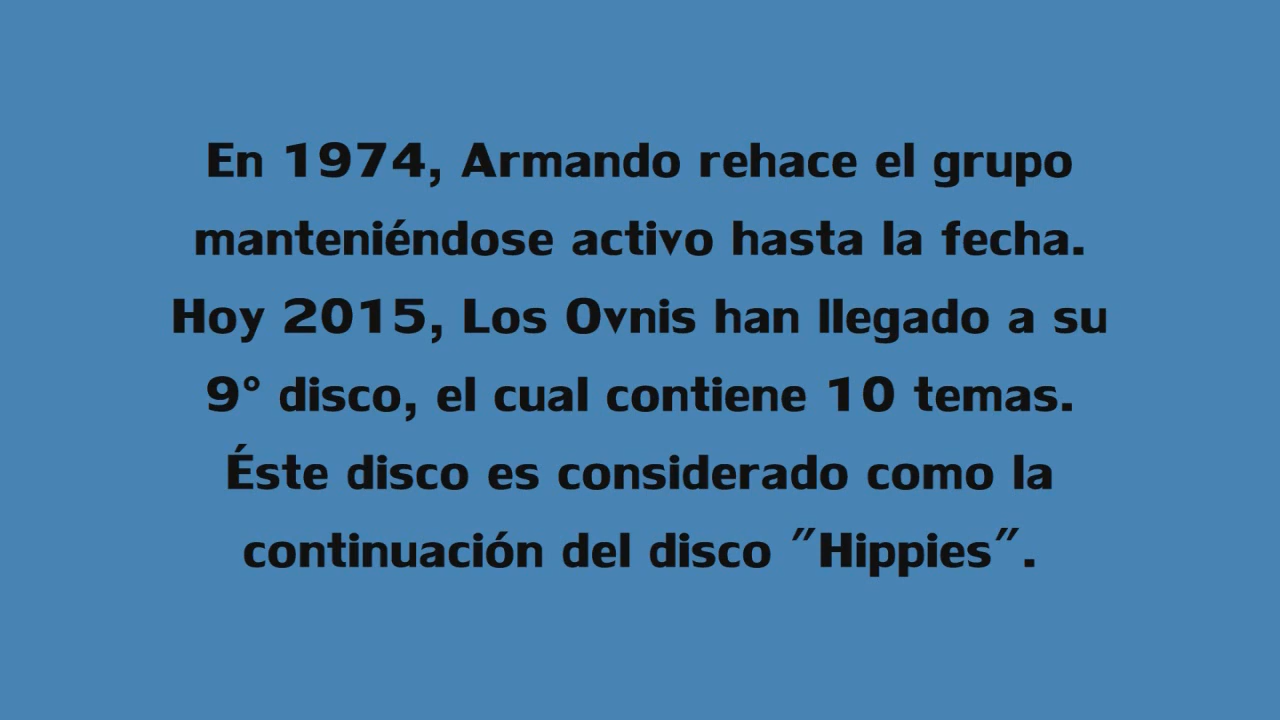 En 1974, Armando rehace el grupo
manteniéndose activo hasta la fecha.
Hoy 2015, Los Ovnis han llegado a su
9° disco, el cual contiene 10 temas.
Éste disco es considerado como la
continuación del disco "Hippies".